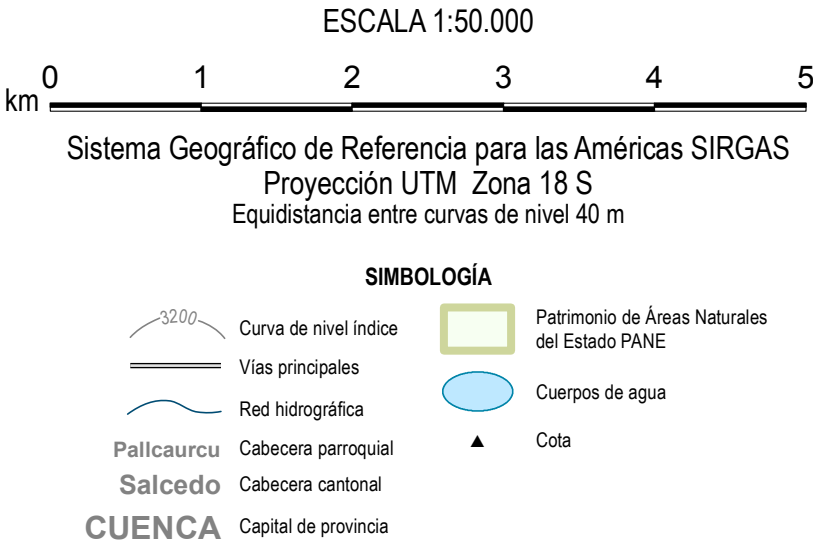 ESCALA 1:50.000
0 1 2 3 4 5
km
Sistema Geográfico de Referencia para las Américas SIRGAS
Proyección UTM Zona 18 S
Equidistancia entre curvas de nivel 40 m
SIMBOLOGÍA
3200 Curva de nivel índice
Vías principales
Red hidrográfica
Pallcaurcu Cabecera parroquial
Salcedo Cabecera cantonal
CUENCA Capital de provincia
Patrimonio de Áreas Naturales
del Estado PANE
Cuerpos de agua
Cota